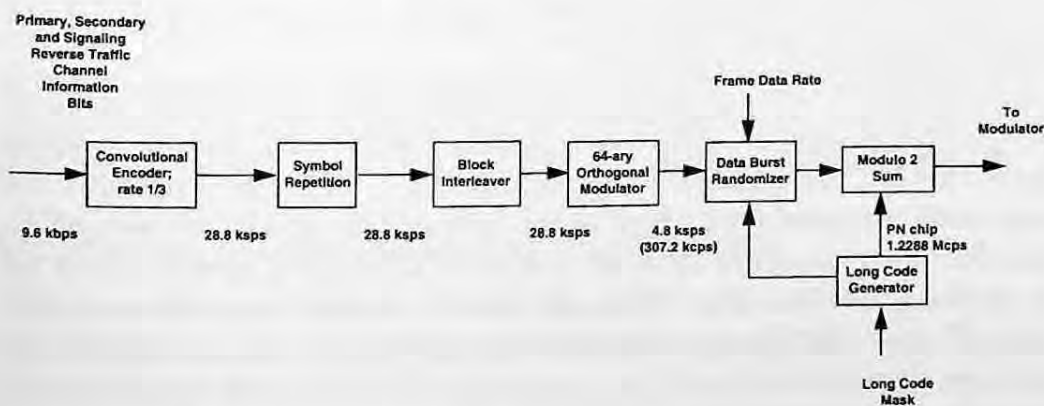 Primary, Secondary
and Signaling
Reverse Traffic
Channel
Information
Bits
Frame Data Rate
To
Modulator
Convolutional
Encoder;
rate 1/3
Symbol
Repetition
Block
Interleaver
64-ary
Orthogonal
Modulator
Data Burst
Randomizer
Modulo 2
Sum
9.6 kbps
28.8 ksps
28.8 ksps
28.8 ksps
4.8 ksps
(307.2 kcps)
PN chip
1.2288 Mcps
Long Code
Generator
Long Code
Mask